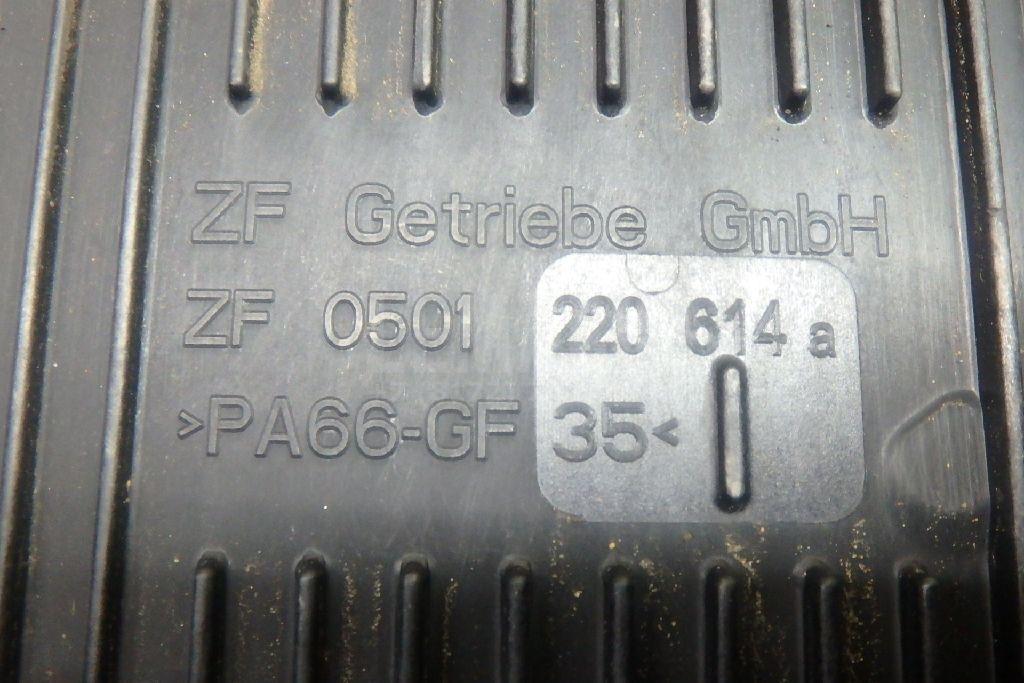 ZF Getriebe GmbH
ZF 0501 220 614 a
>PA66-GF 35<